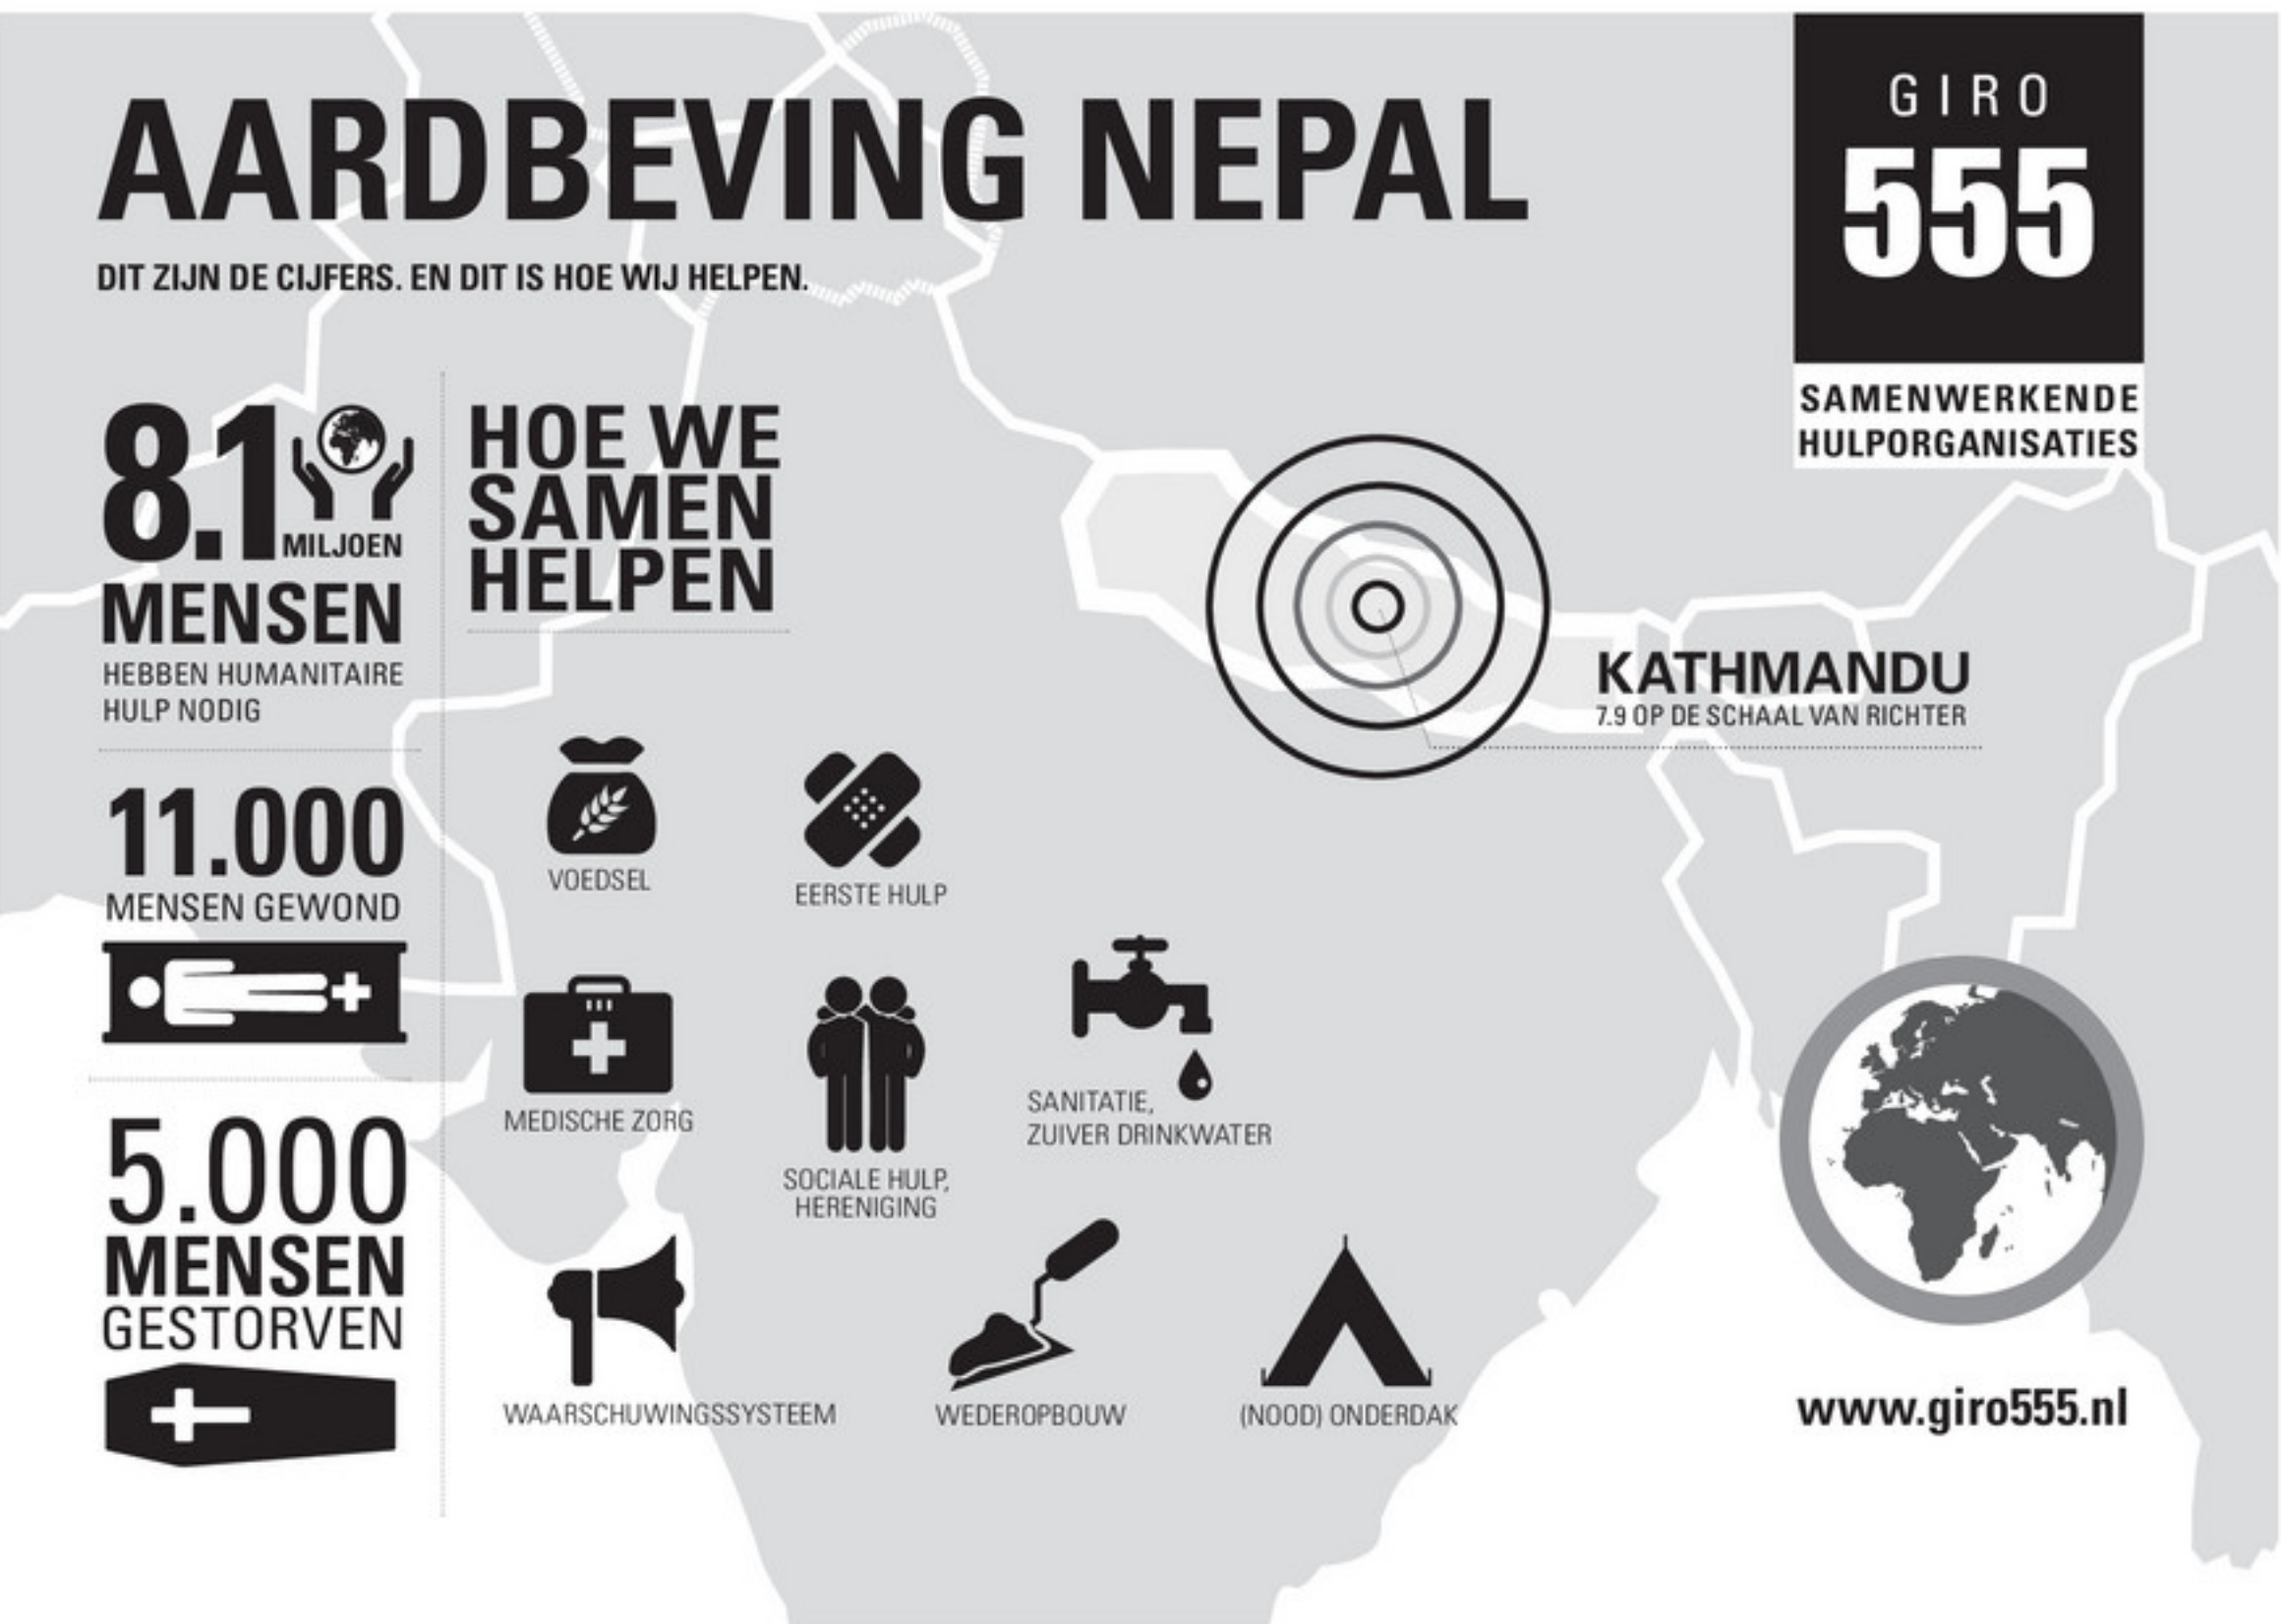 AARDBEVING NEPAL
DIT ZIJN DE CIJFERS. EN DIT IS HOE WIJ HELPEN.
GIRO
555
SAMENWERKENDE
HULPORGANISATIES
8.1
MILJOEN
MENSEN
HEBBEN HUMANITAIRE
HULP NODIG
11.000
MENSEN GEWOND
5.000
MENSEN
GESTORVEN
HOE WE
SAMEN
HELPEN
VOEDSEL
EERSTE HULP
MEDISCHE ZORG
SOCIALE HULP,
HERENIGING
SANITATIE,
ZUIVER DRINKWATER
WAARSCHUWINGSSYSTEEM
WEDEROPBOUW
(NOOD) ONDERDAK
KATHMANDU
7.9 OP DE SCHAAL VAN RICHTER
www.giro555.nl